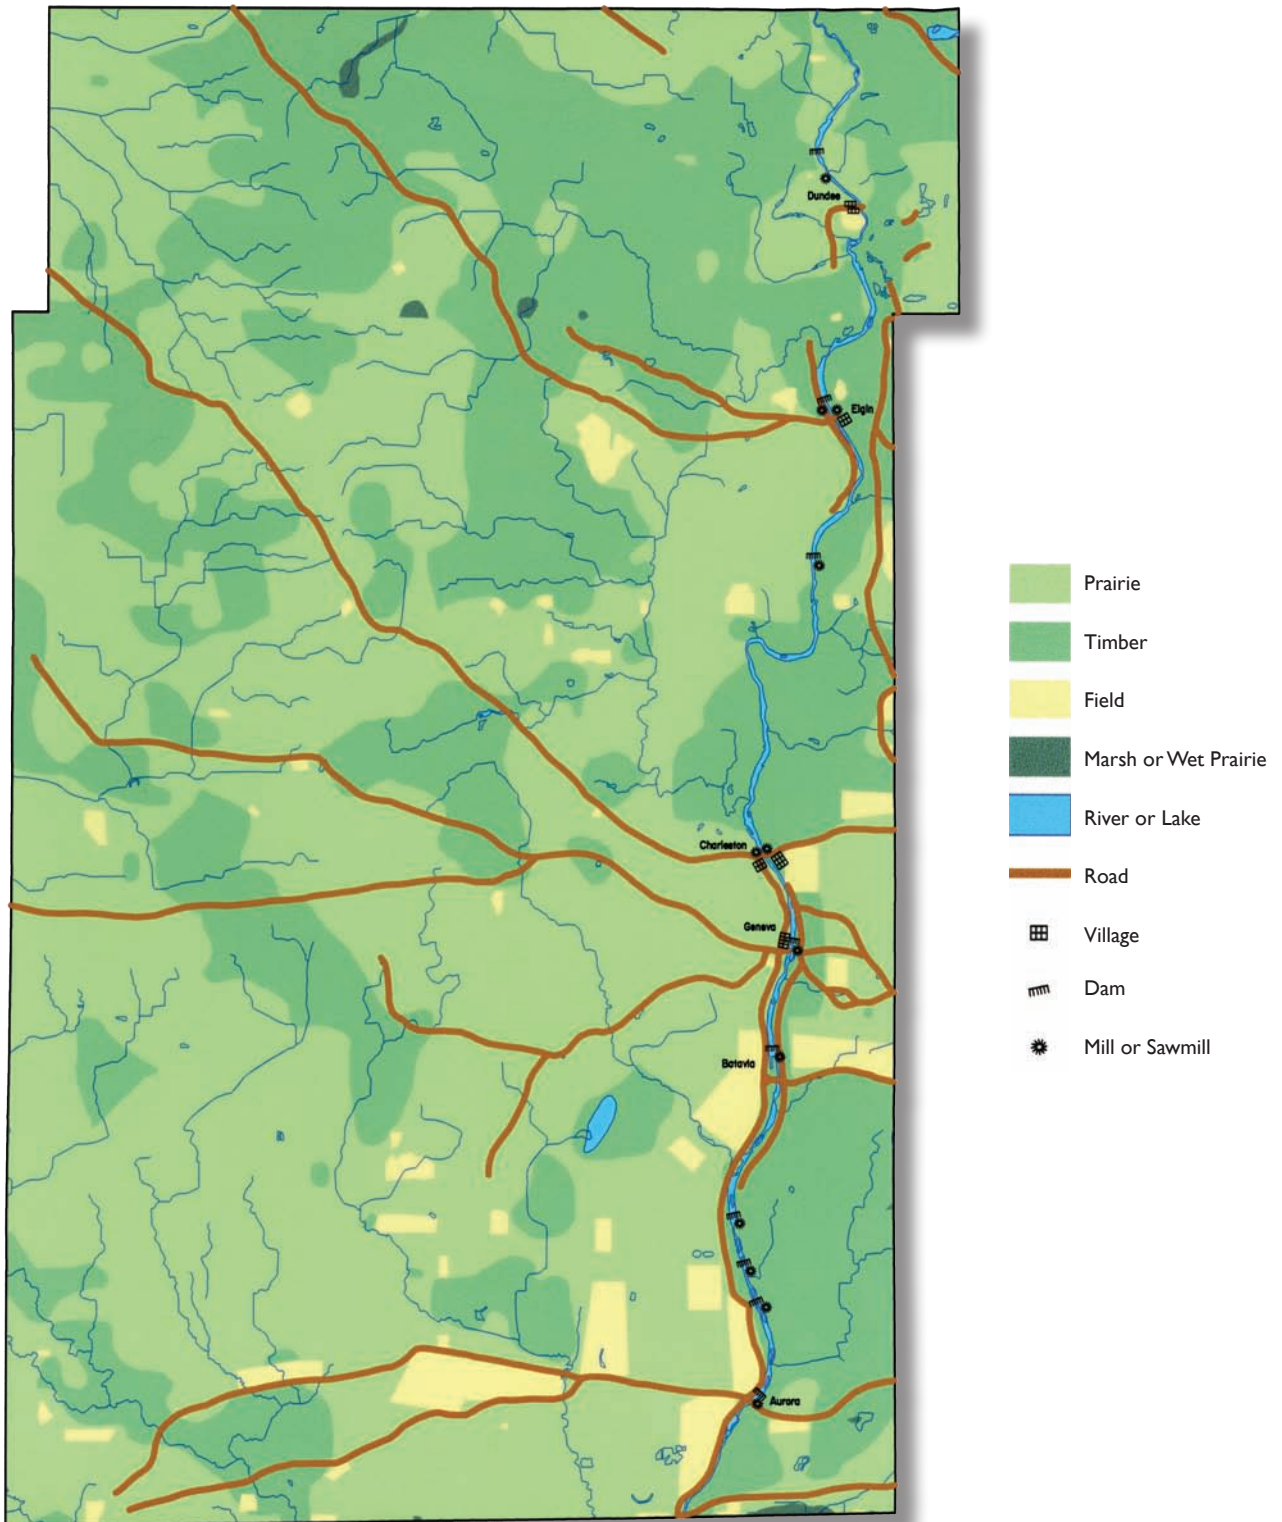 Dundee
Elgin
Charleston
Geneva
Batavia
Aurora
Prairie
Timber
Field
Marsh or Wet Prairie
River or Lake
Road
Village
Dam
Mill or Sawmill